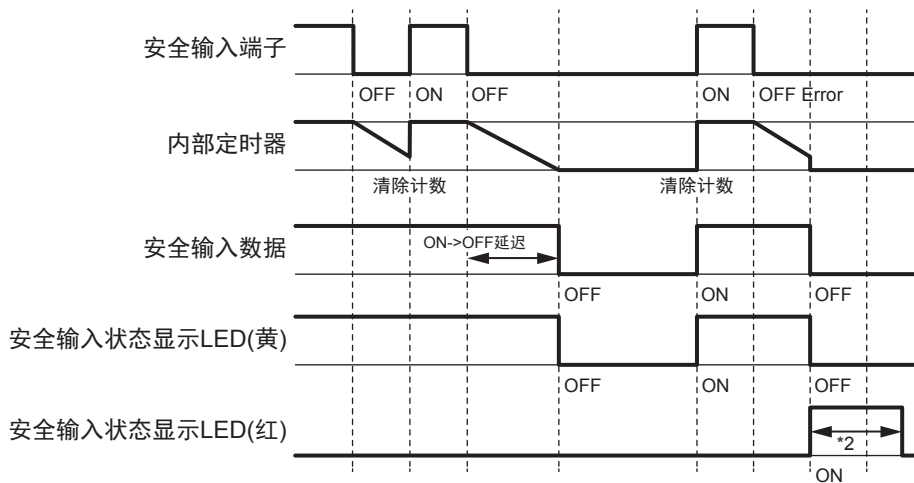 安全输入端子
OFF ON OFF ON OFF Error
内部定时器
清除计数 清除计数
安全输入数据
ON->OFF延迟
OFF ON OFF
安全输入状态显示LED(黄)
OFF ON OFF
安全输入状态显示LED(红)
*2
ON